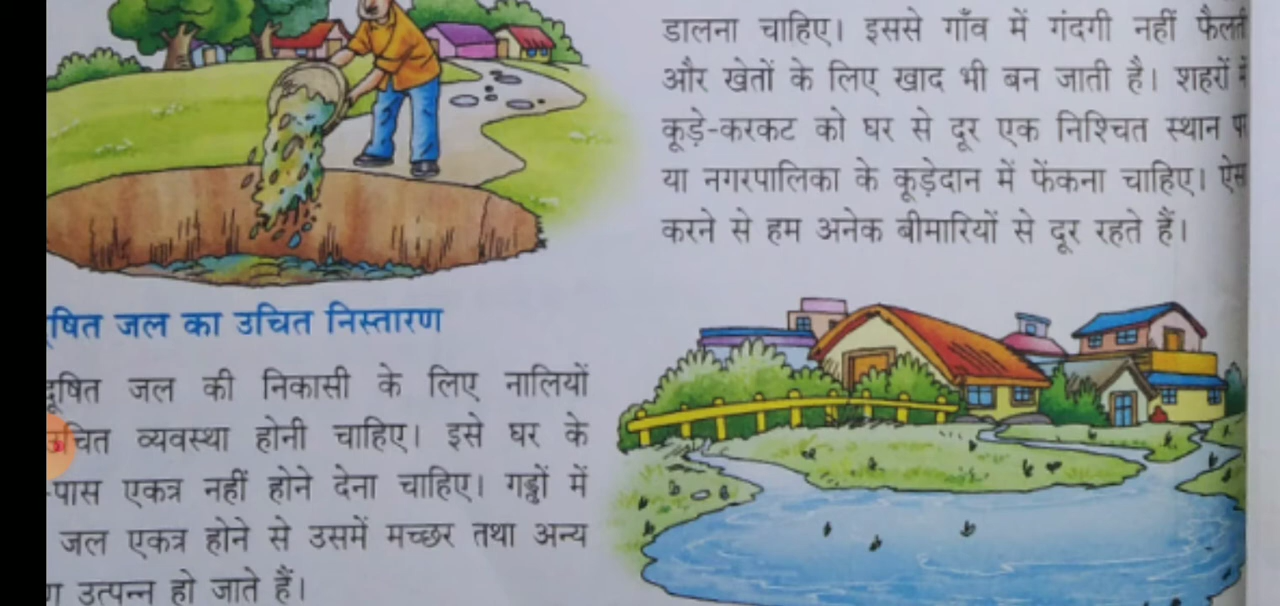 डालना चाहिए। इससे गाँव में गंदगी नहीं
और खेतों के लिए खाद भी बन जाती है। शहरों में
कूड़े-करकट को घर से दूर एक निश्चित स्थान पर
या नगरपालिका के कूड़ेदान में फेंकना चाहिए।
करने से हम अनेक बीमारियों से दूर रहते हैं।
जल का उचित निस्तारण
दूषित जल की निकासी के लिए नालियों
व्यवस्था होनी चाहिए। इसे घर के
-पास एकत्र नहीं होने देना चाहिए। गड्ढों में
जल एकत्र होने से उसमें मच्छर तथा अन्य
उत्पन्न हो जाते हैं।